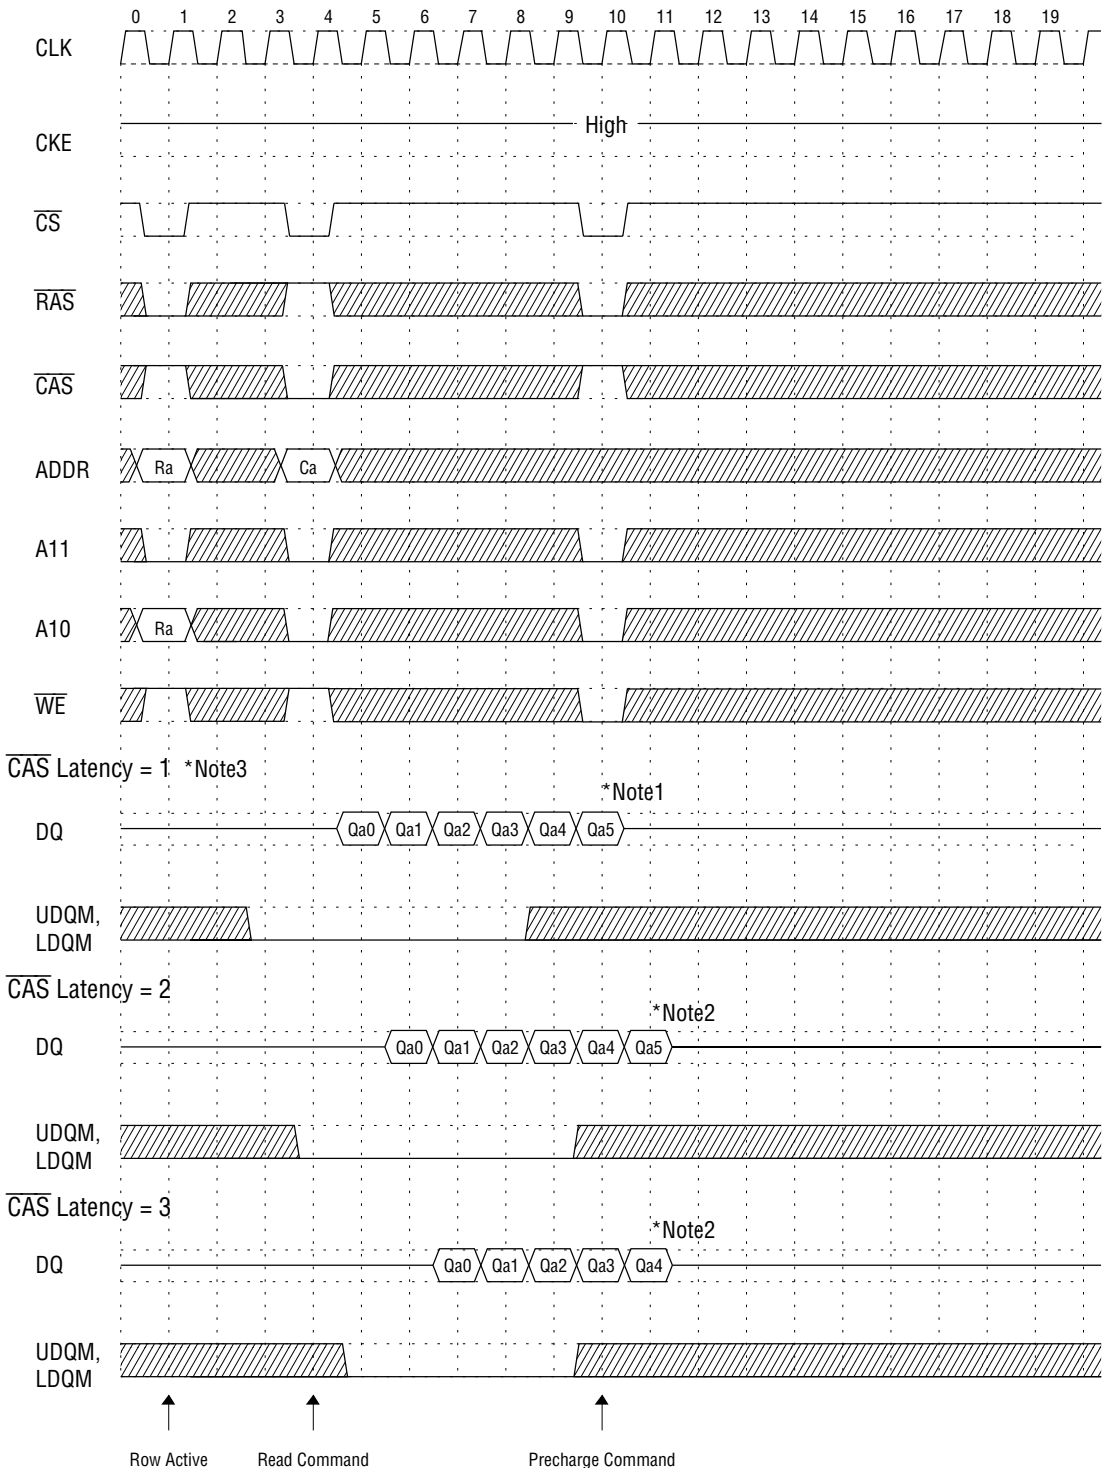 0 1 2 3 4 5 6 7 8 9 10 11 12 13 14 15 16 17 18 19
CLK
High
CKE
CS
RAS
CAS
ADDR Ra Ca
A11
A10 Ra
WE
CAS Latency = 1 *Note3
*Note1
DQ Qa0 Qa1 Qa2 Qa3 Qa4 Qa5
UDQM,
LDQM
CAS Latency = 2
*Note2
DQ Qa0 Qa1 Qa2 Qa3 Qa4 Qa5
UDQM,
LDQM
CAS Latency = 3
*Note2
DQ Qa0 Qa1 Qa2 Qa3 Qa4
UDQM,
LDQM
Row Active Read Command Precharge Command